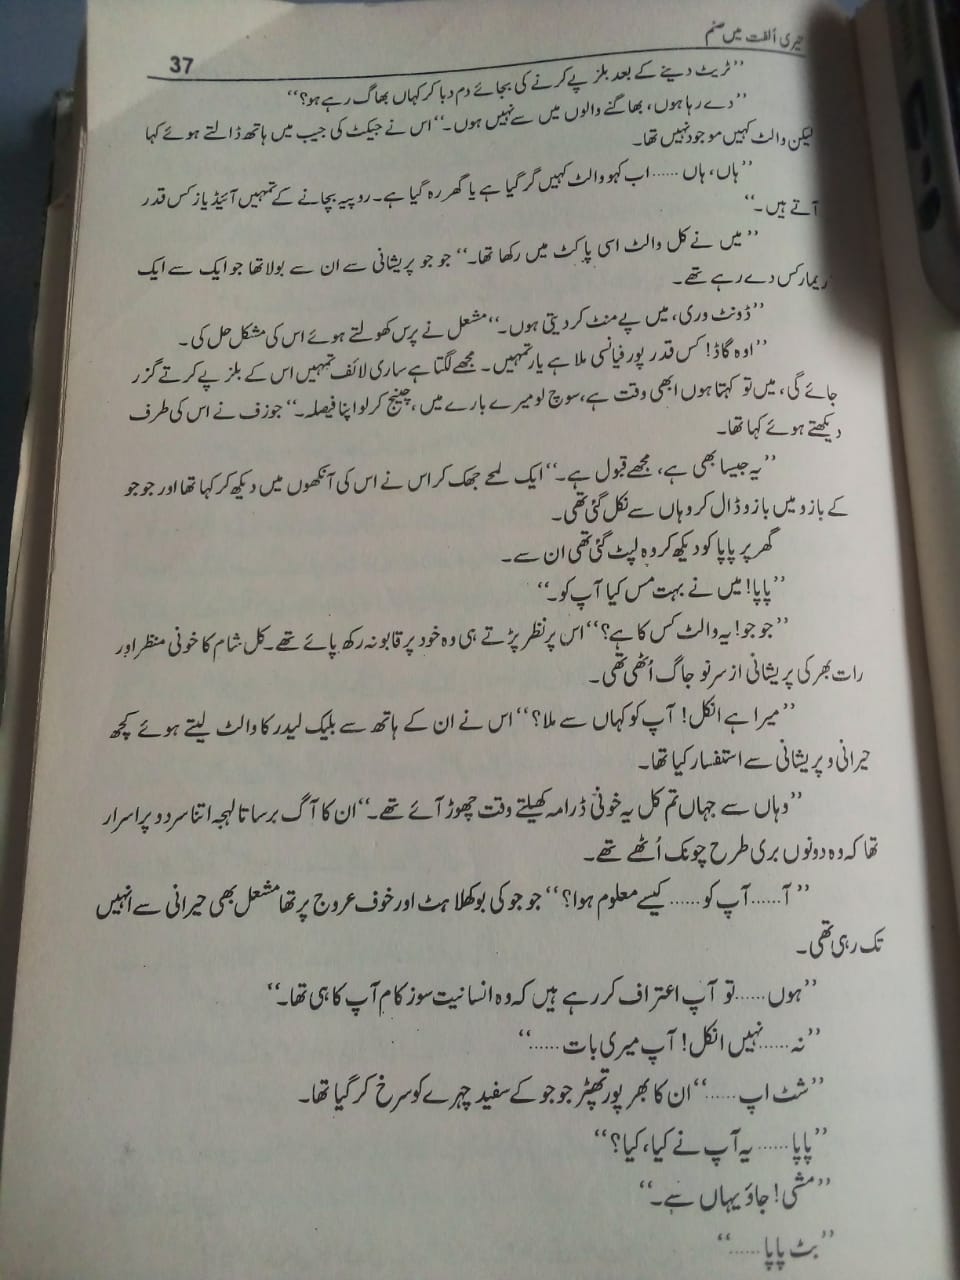 تیری اُلفت میں صنم
37
’’ٹریٹ دینے کے بعد بلز پے کرنے کی بجائے دم دبا کر کہاں بھاگ رہے ہو؟‘‘
’’دے رہا ہوں، بھاگنے والوں میں سے نہیں ہوں۔‘‘ اس نے جیکٹ کی جیب میں ہاتھ ڈالتے ہوئے کہا
لیکن والٹ کہیں موجود نہیں تھا۔
’’ہاں، ہاں …… اب کہو والٹ کہیں گر گیا ہے یا گھر رہ گیا ہے۔ روپیہ بچانے کے تمہیں آئیڈیاز کس قدر
آتے ہیں۔‘‘
’’میں نے کل والٹ اسی پاکٹ میں رکھا تھا۔‘‘ جو جو پریشانی سے ان سے بولا تھا جو ایک سے ایک
ریمارکس دے رہے تھے۔
’’ڈونٹ وری، میں پے منٹ کر دیتی ہوں۔‘‘ مشعل نے پرس کھولتے ہوئے اس کی مشکل حل کی۔
’’اوہ گاڈ! کس قدر پور فیانسی ملا ہے یار تمہیں۔ مجھے لگتا ہے ساری لائف تمہیں اس کے بلز پے کرتے گزر
جائے گی، میں تو کہتا ہوں ابھی وقت ہے، سوچ لو میرے بارے میں، چینج کر لو اپنا فیصلہ۔‘‘ جوزف نے اس کی طرف
دیکھتے ہوئے کہا تھا۔
’’یہ جیسا بھی ہے، مجھے قبول ہے۔‘‘ ایک لمحے جھک کر اس نے اس کی آنکھوں میں دیکھ کر کہا تھا اور جو جو
کے بازو میں بازو ڈال کر وہاں سے نکل گئی تھی۔
گھر پر پاپا کو دیکھ کر وہ لپٹ گئی تھی ان سے۔
’’پاپا! میں نے بہت مس کیا آپ کو۔‘‘
’’جو جو! یہ والٹ کس کا ہے؟‘‘ اس پر نظر پڑتے ہی وہ خود پر قابو نہ رکھ پائے تھے۔ کل شام کا خونی منظر اور
رات بھر کی پریشانی از سر نو جاگ اُٹھی تھی۔
’’میرا ہے انکل! آپ کو کہاں سے ملا؟‘‘ اس نے ان کے ہاتھ سے بلیک لیدر کا والٹ لیتے ہوئے کچھ
حیرانی و پریشانی سے استفسار کیا تھا۔
’’وہاں سے جہاں تم کل یہ خونی ڈرامہ کھیلتے وقت چھوڑ آئے تھے۔‘‘ ان کا آگ برساتا لہجہ اتنا سرد و پراسرار
تھا کہ وہ دونوں بری طرح چونک اُٹھے تھے۔
’’آ…… آپ کو …… کیسے معلوم ہوا؟‘‘ جو جو کی بوکھلاہٹ اور خوف عروج پر تھا مشعل بھی حیرانی سے انہیں
تک رہی تھی۔
’’ہوں …… تو آپ اعتراف کر رہے ہیں کہ وہ انسانیت سوز کام آپ کا ہی تھا۔‘‘
’’نہ …… نہیں انکل! آپ میری بات ……‘‘
’’شٹ اپ ……‘‘ ان کا بھر پور تھپڑ جو جو کے سفید چہرے کو سرخ کر گیا تھا۔
’’پاپا …… یہ آپ نے کیا، کیا؟‘‘
’’مشی! جاؤ یہاں سے۔‘‘
’’بٹ پاپا ……‘‘